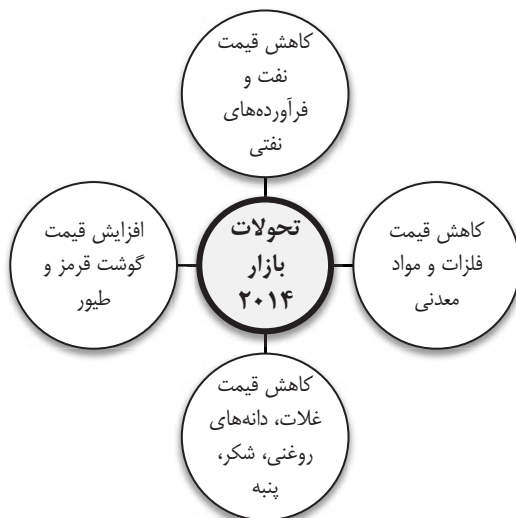 کاهش قیمت
نفت و
فرآورده‌های
نفتی
کاهش قیمت
فلزات و مواد
معدنی
تحولات
بازار
۲۰۱۴
افزایش قیمت
گوشت قرمز و
طیور
کاهش قیمت
غلات، دانه‌های
روغنی، شکر،
پنبه